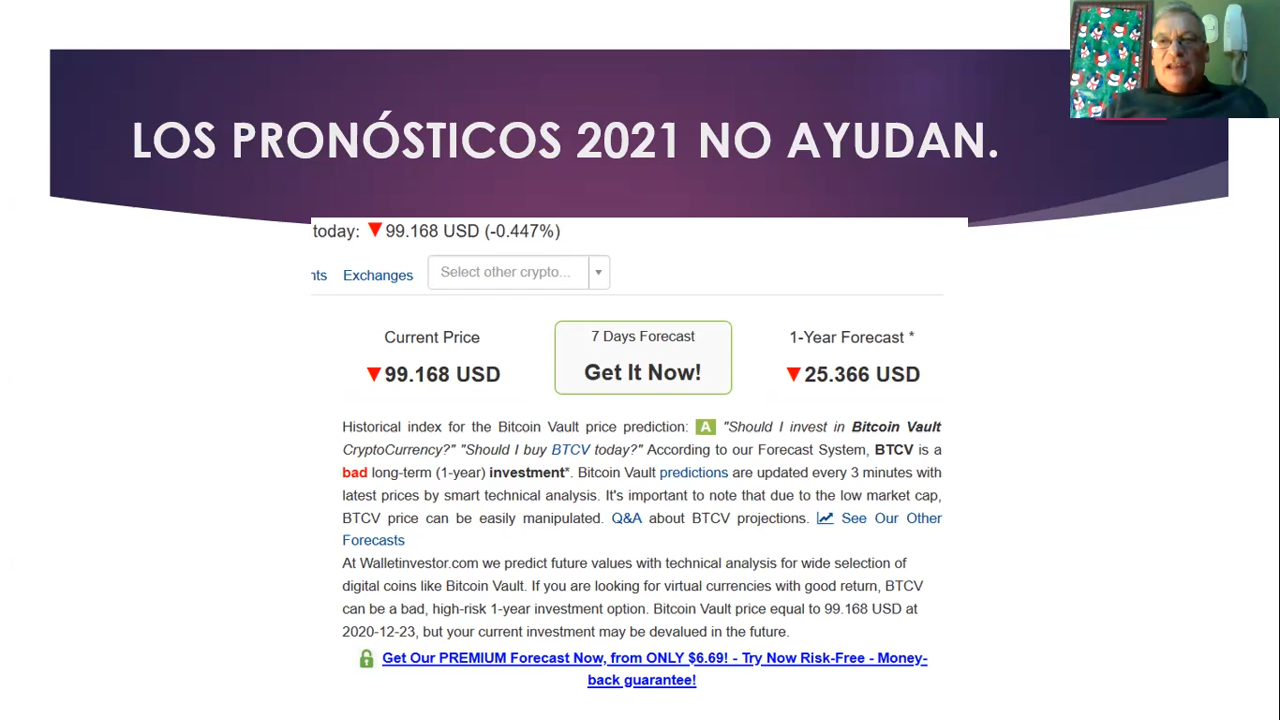 LOS PRONÓSTICOS 2021 NO AYUDAN.
today: ▼99.168 USD (-0.447%)
nts Exchanges Select other crypto...
Current Price 7 Days Forecast 1-Year Forecast *
▼99.168 USD Get It Now! ▼25.366 USD
Historical index for the Bitcoin Vault price prediction: A "Should I invest in Bitcoin Vault
CryptoCurrency?" "Should I buy BTCV today?" According to our Forecast System, BTCV is a
bad long-term (1-year) investment*. Bitcoin Vault predictions are updated every 3 minutes with
latest prices by smart technical analysis. It's important to note that due to the low market cap,
BTCV price can be easily manipulated. Q&A about BTCV projections. See Our Other
Forecasts
At Walletinvestor.com we predict future values with technical analysis for wide selection of
digital coins like Bitcoin Vault. If you are looking for virtual currencies with good return, BTCV
can be a bad, high-risk 1-year investment option. Bitcoin Vault price equal to 99.168 USD at
2020-12-23, but your current investment may be devalued in the future.
Get Our PREMIUM Forecast Now, from ONLY $6.69! - Try Now Risk-Free - Money-
back guarantee!